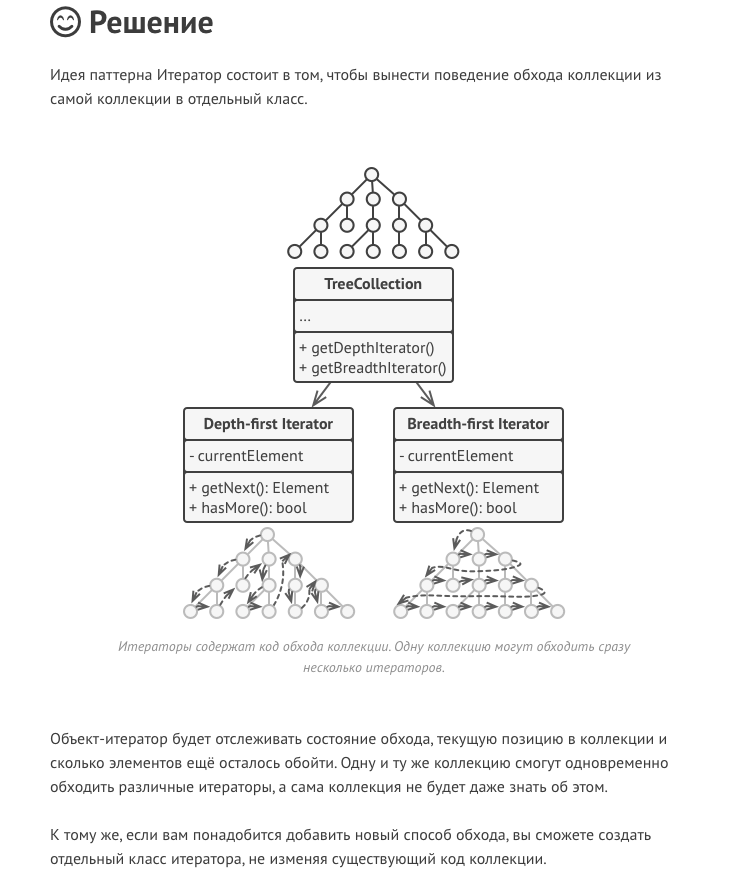 Решение
Идея паттерна Итератор состоит в том, чтобы вынести поведение обхода коллекции из
самой коллекции в отдельный класс.
TreeCollection
...
+ getDepthIterator()
+ getBreadthIterator()
Depth-first Iterator
- currentElement
+ getNext(): Element
+ hasMore(): bool
Breadth-first Iterator
- currentElement
+ getNext(): Element
+ hasMore(): bool
Итераторы содержат код обхода коллекции. Одну коллекцию могут обходить сразу
несколько итераторов.
Объект-итератор будет отслеживать состояние обхода, текущую позицию в коллекции и
сколько элементов ещё осталось обойти. Одну и ту же коллекцию смогут одновременно
обходить различные итераторы, а сама коллекция не будет даже знать об этом.
К тому же, если вам понадобится добавить новый способ обхода, вы сможете создать
отдельный класс итератора, не изменяя существующий код коллекции.